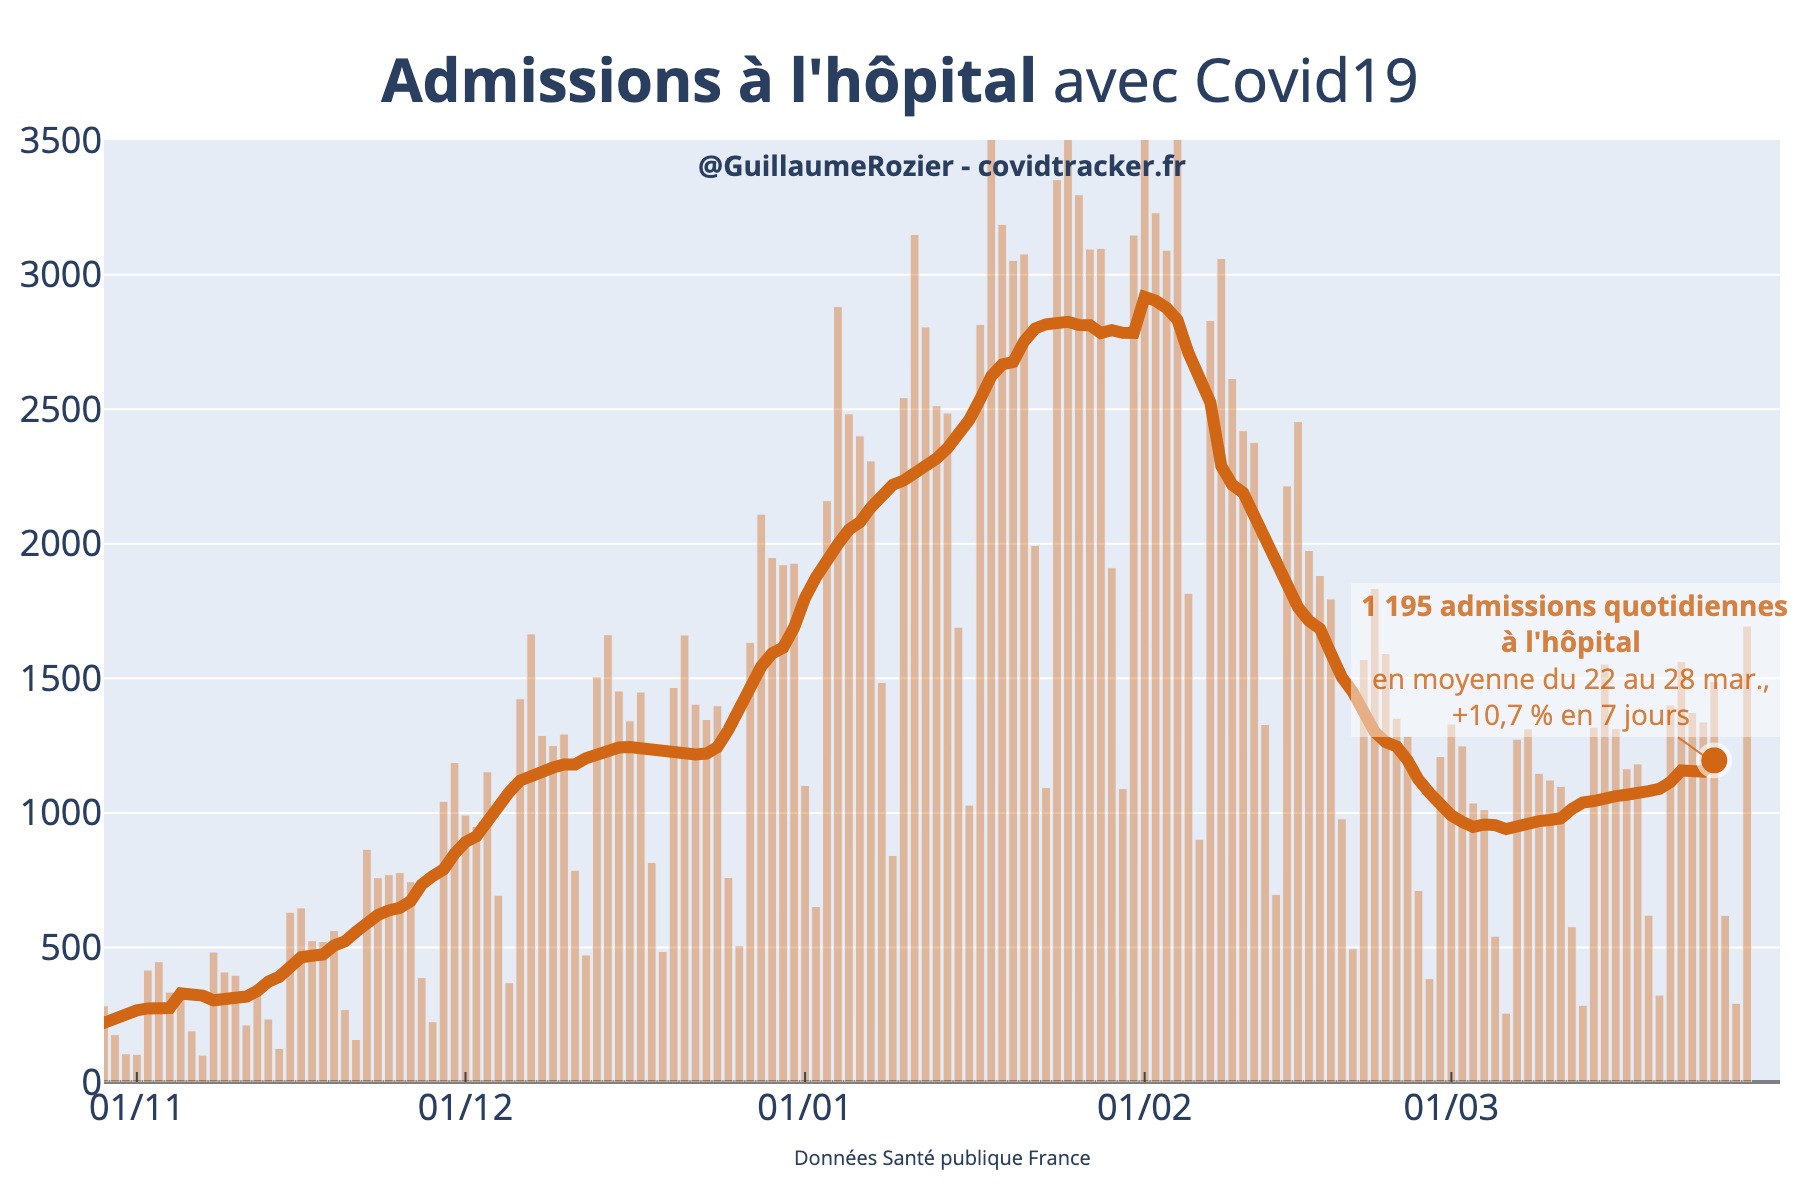 Admissions à l'hôpital avec Covid19
3500
@GuillaumeRozier - covidtracker.fr
3000
2500
2000
1 195 admissions quotidiennes
à l'hôpital
en moyenne du 22 au 28 mar.,
+10,7 % en 7 jours
1500
1000
500
0
01/11 01/12 01/01 01/02 01/03
Données Santé publique France